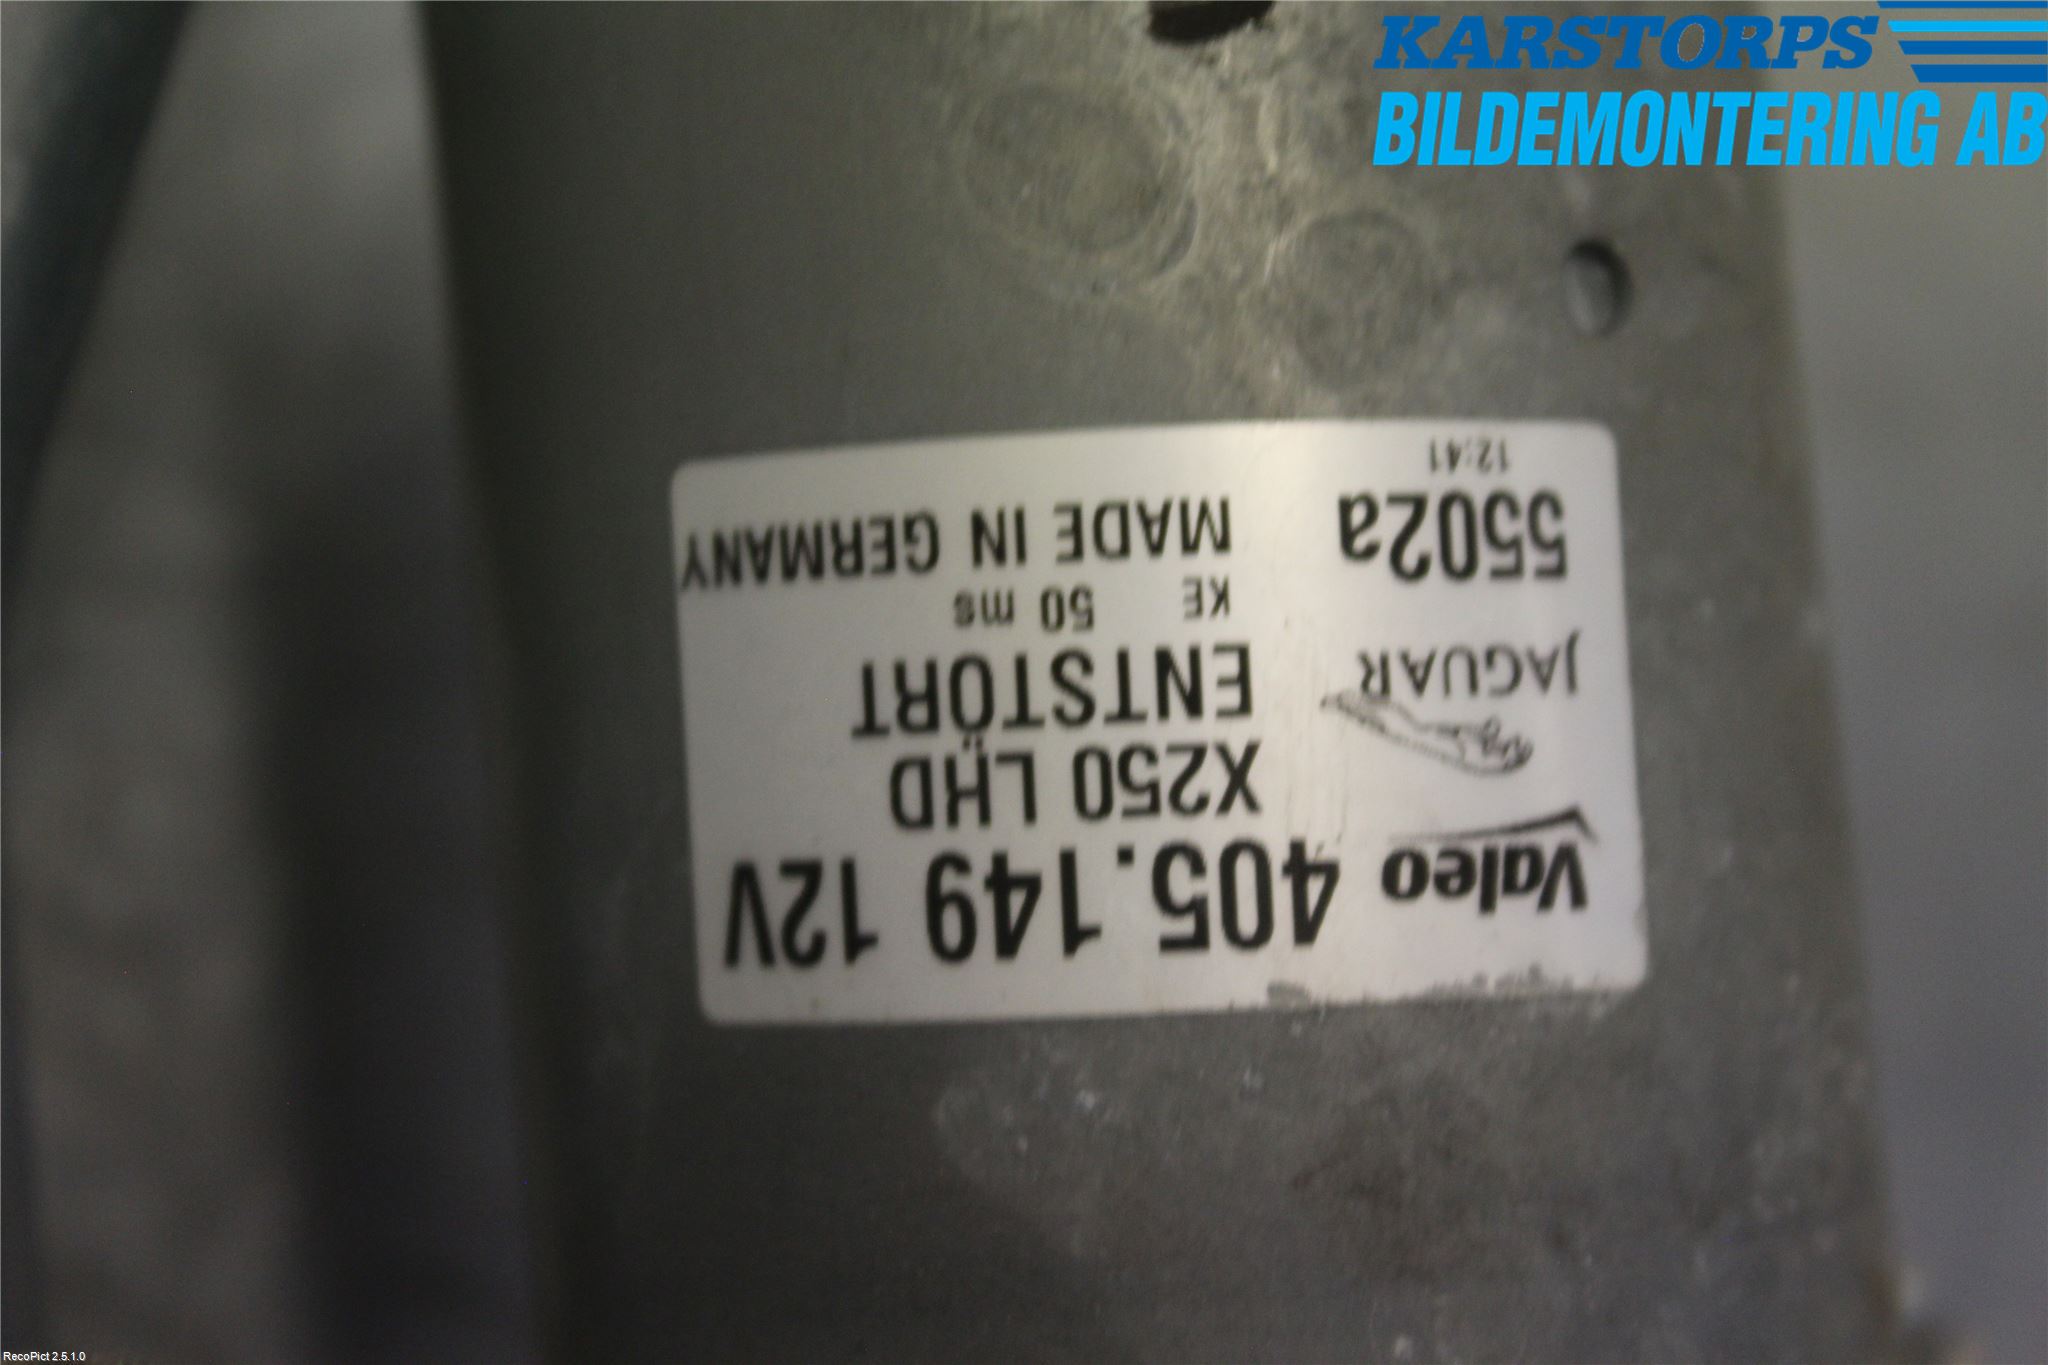 KARSTORPS
BILDEMONTERING AB
Valeo 405.149 12V
X250 LHD
JAGUAR ENTSTÖRT
KE 50 ms
5502a MADE IN GERMANY
12:41
RecoPict 2.5.1.0